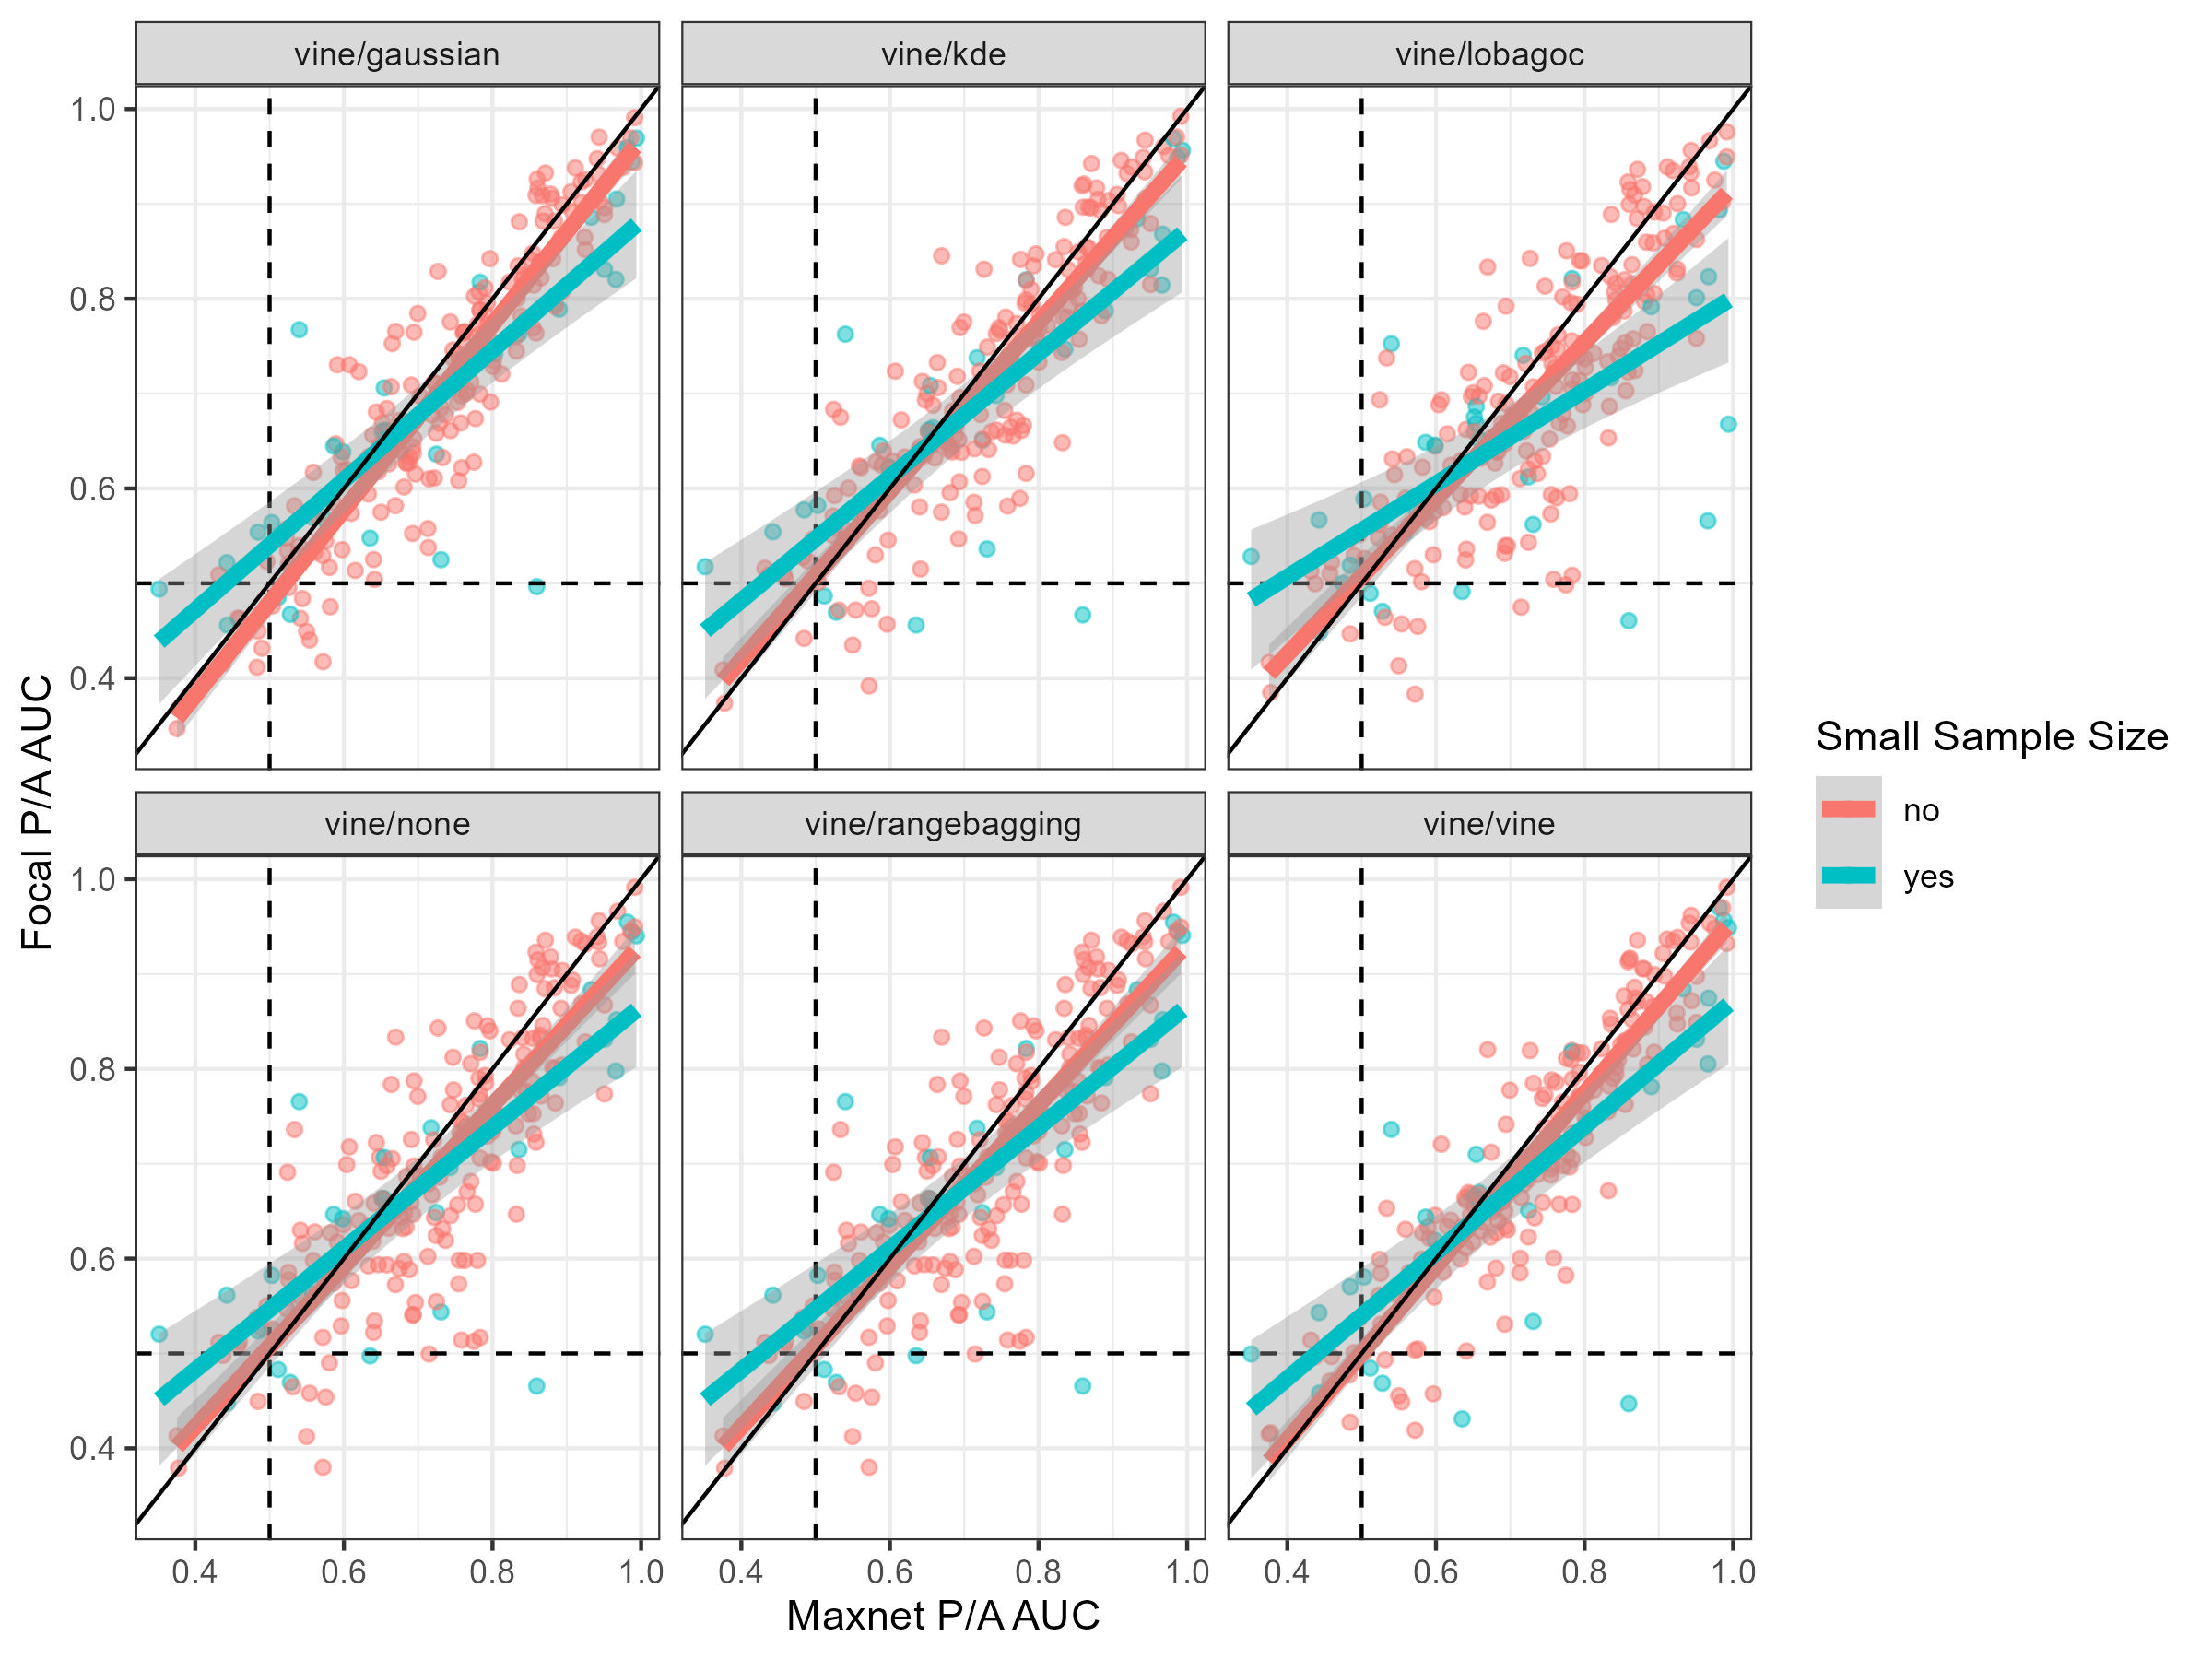 vine/gaussian
vine/kde
vine/lobagoc
1.0
0.8
0.6
0.4
vine/none
vine/rangebagging
vine/vine
1.0
0.8
0.6
0.4
0.4 0.6 0.8 1.0
0.4 0.6 0.8 1.0
0.4 0.6 0.8 1.0
Maxnet P/A AUC
Focal P/A AUC
Small Sample Size
no
yes